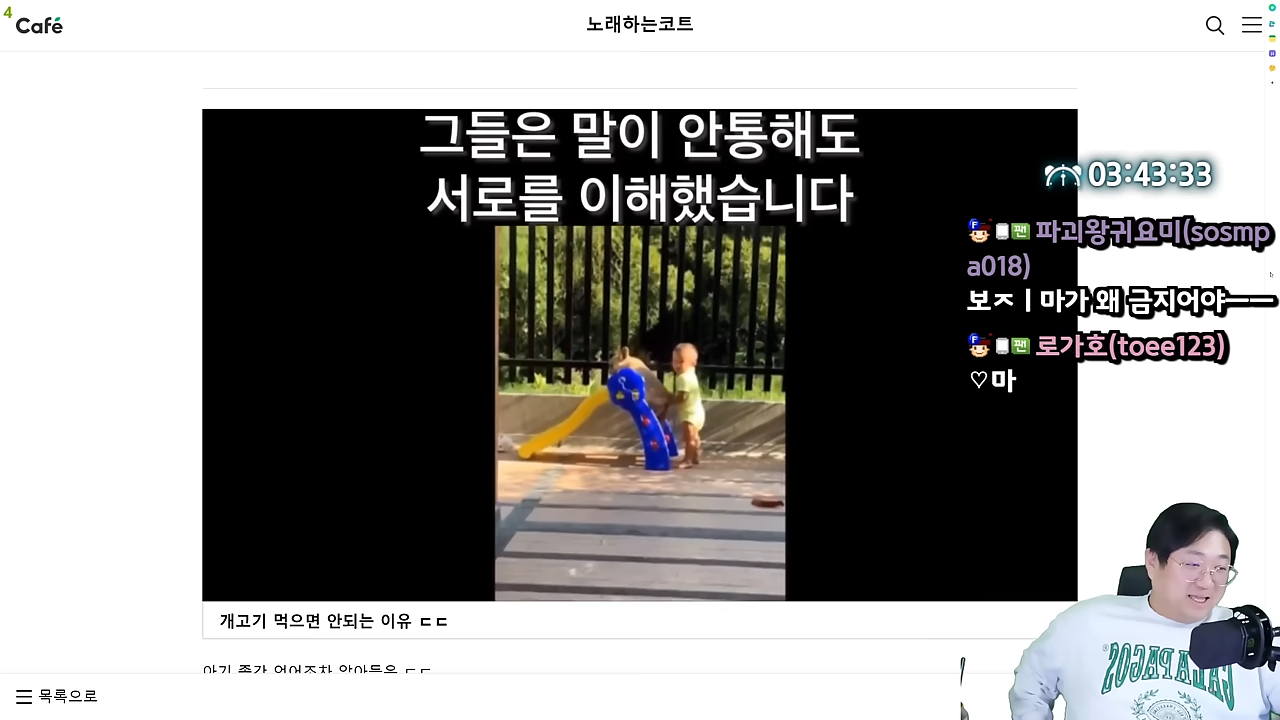 4
Café
노래하는코트
그들은 말이 안통해도
서로를 이해했습니다
03:43:33
파괴왕귀요미(sosmp
a018)
보ㅈㅣ마가 왜 금지어야ㅡㅡ
로가호(toee123)
♡마
개고기 먹으면 안되는 이유 ㄷㄷ
목록으로
GALAPAGOS